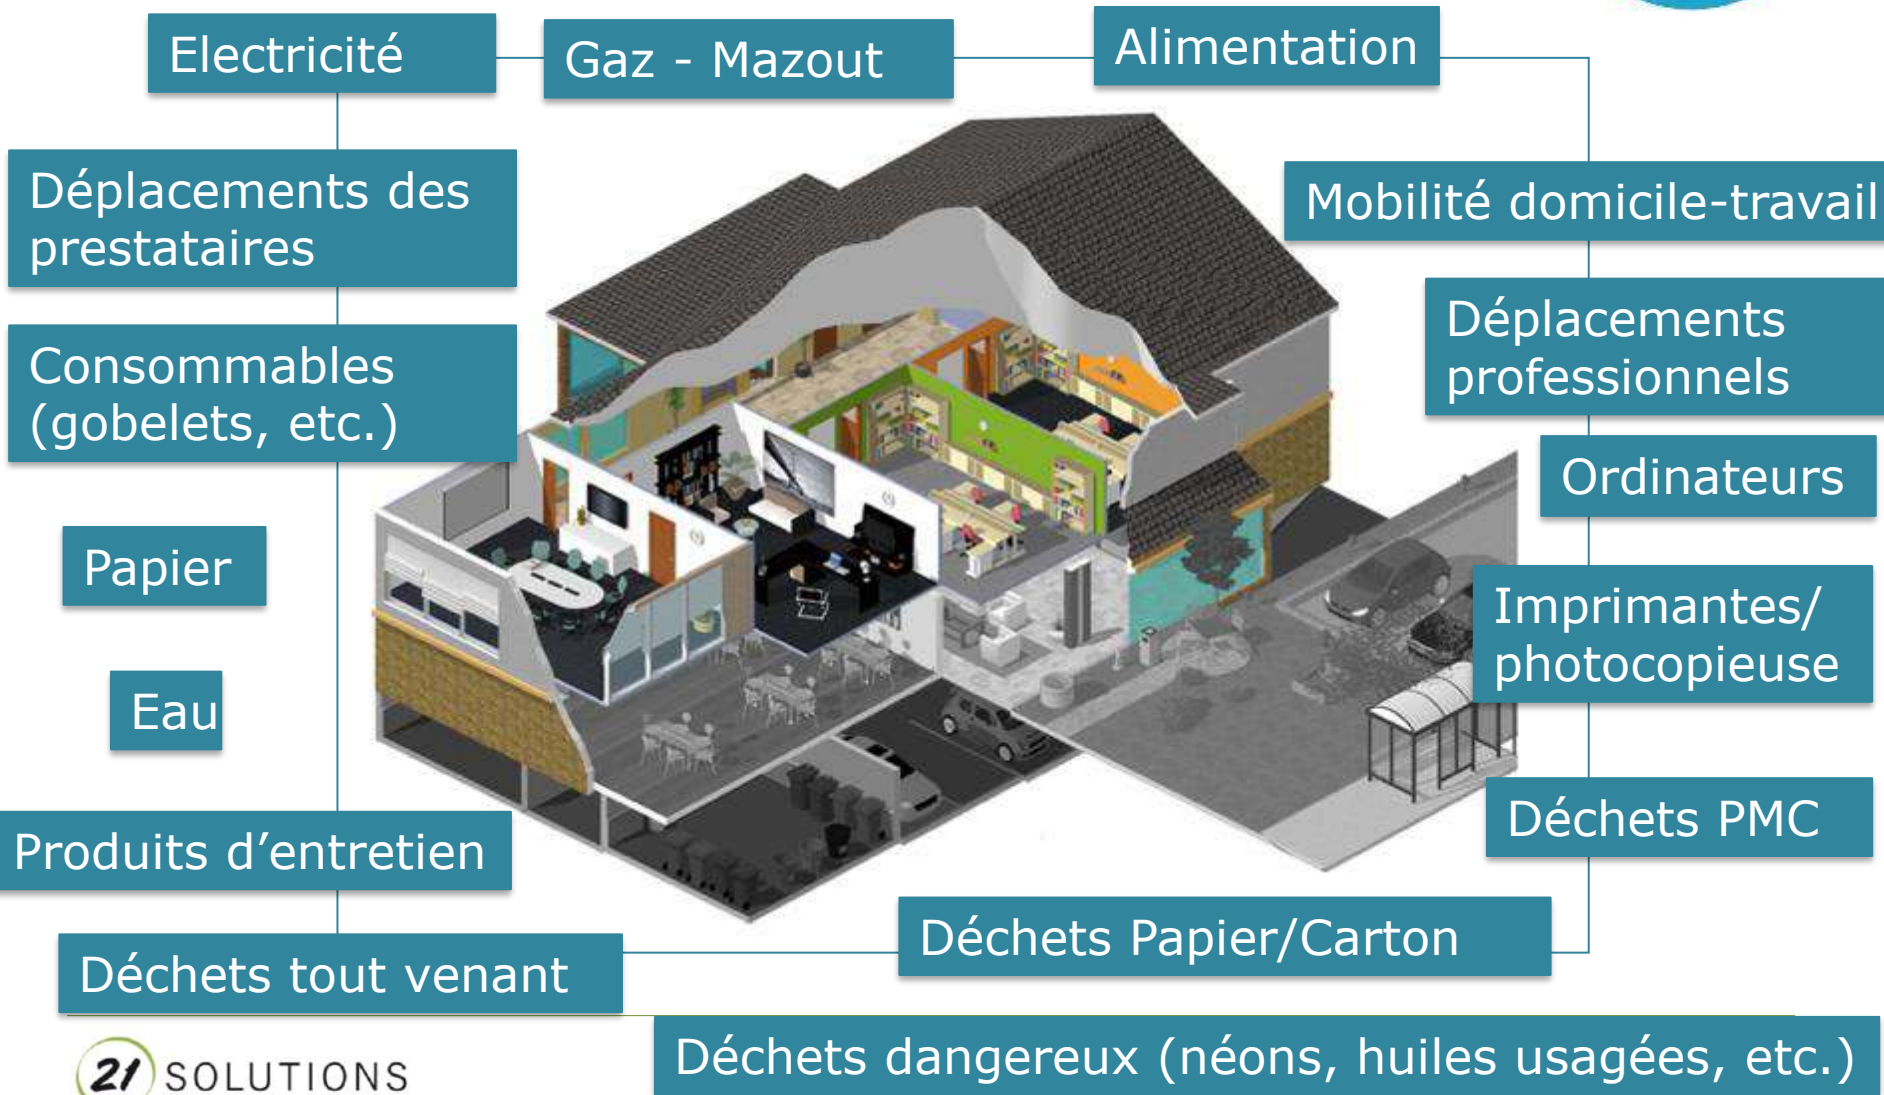 Electricité
Gaz - Mazout
Alimentation
Déplacements des
prestataires
Mobilité domicile-travail
Consommables
(gobelets, etc.)
Déplacements
professionnels
Ordinateurs
Papier
Imprimantes/
photocopieuse
Eau
Déchets PMC
Produits d’entretien
Déchets Papier/Carton
Déchets tout venant
Déchets dangereux (néons, huiles usagées, etc.)
21 SOLUTIONS